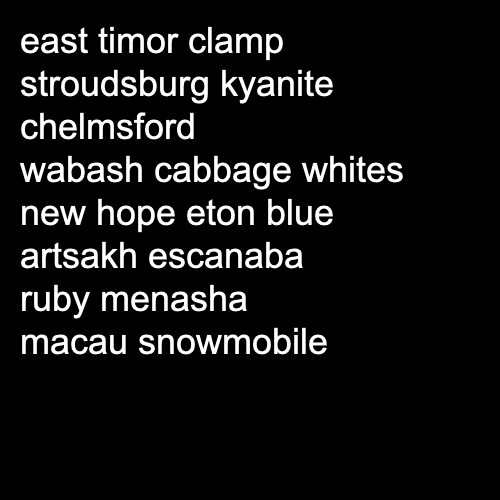 east timor clamp
stroudsburg kyanite
chelmsford
wabash cabbage whites
new hope eton blue
artsakh escanaba
ruby menasha
macau snowmobile